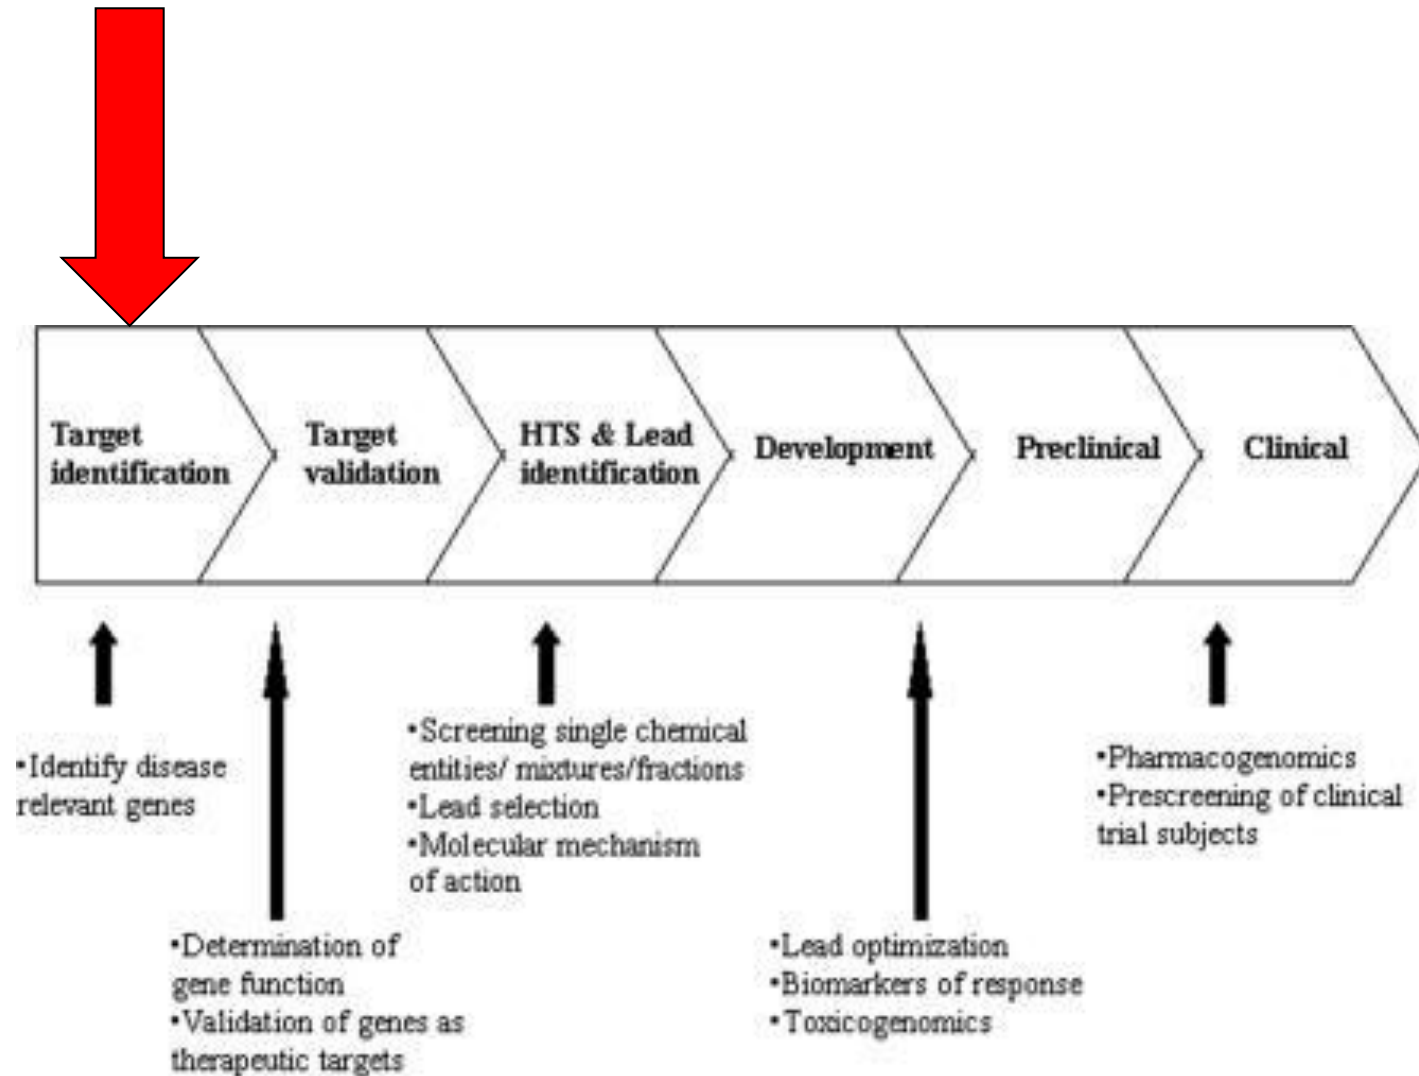 Target
identification
Target
validation
HTS & Lead
identification
Development
Preclinical
Clinical
•Identify disease
relevant genes
•Determination of
gene function
•Validation of genes as
therapeutic targets
•Screening single chemical
entities/ mixtures/fractions
•Lead selection
•Molecular mechanism
of action
•Lead optimization
•Biomarkers of response
•Toxicogenomics
•Pharmacogenomics
•Prescreening of clinical
trial subjects